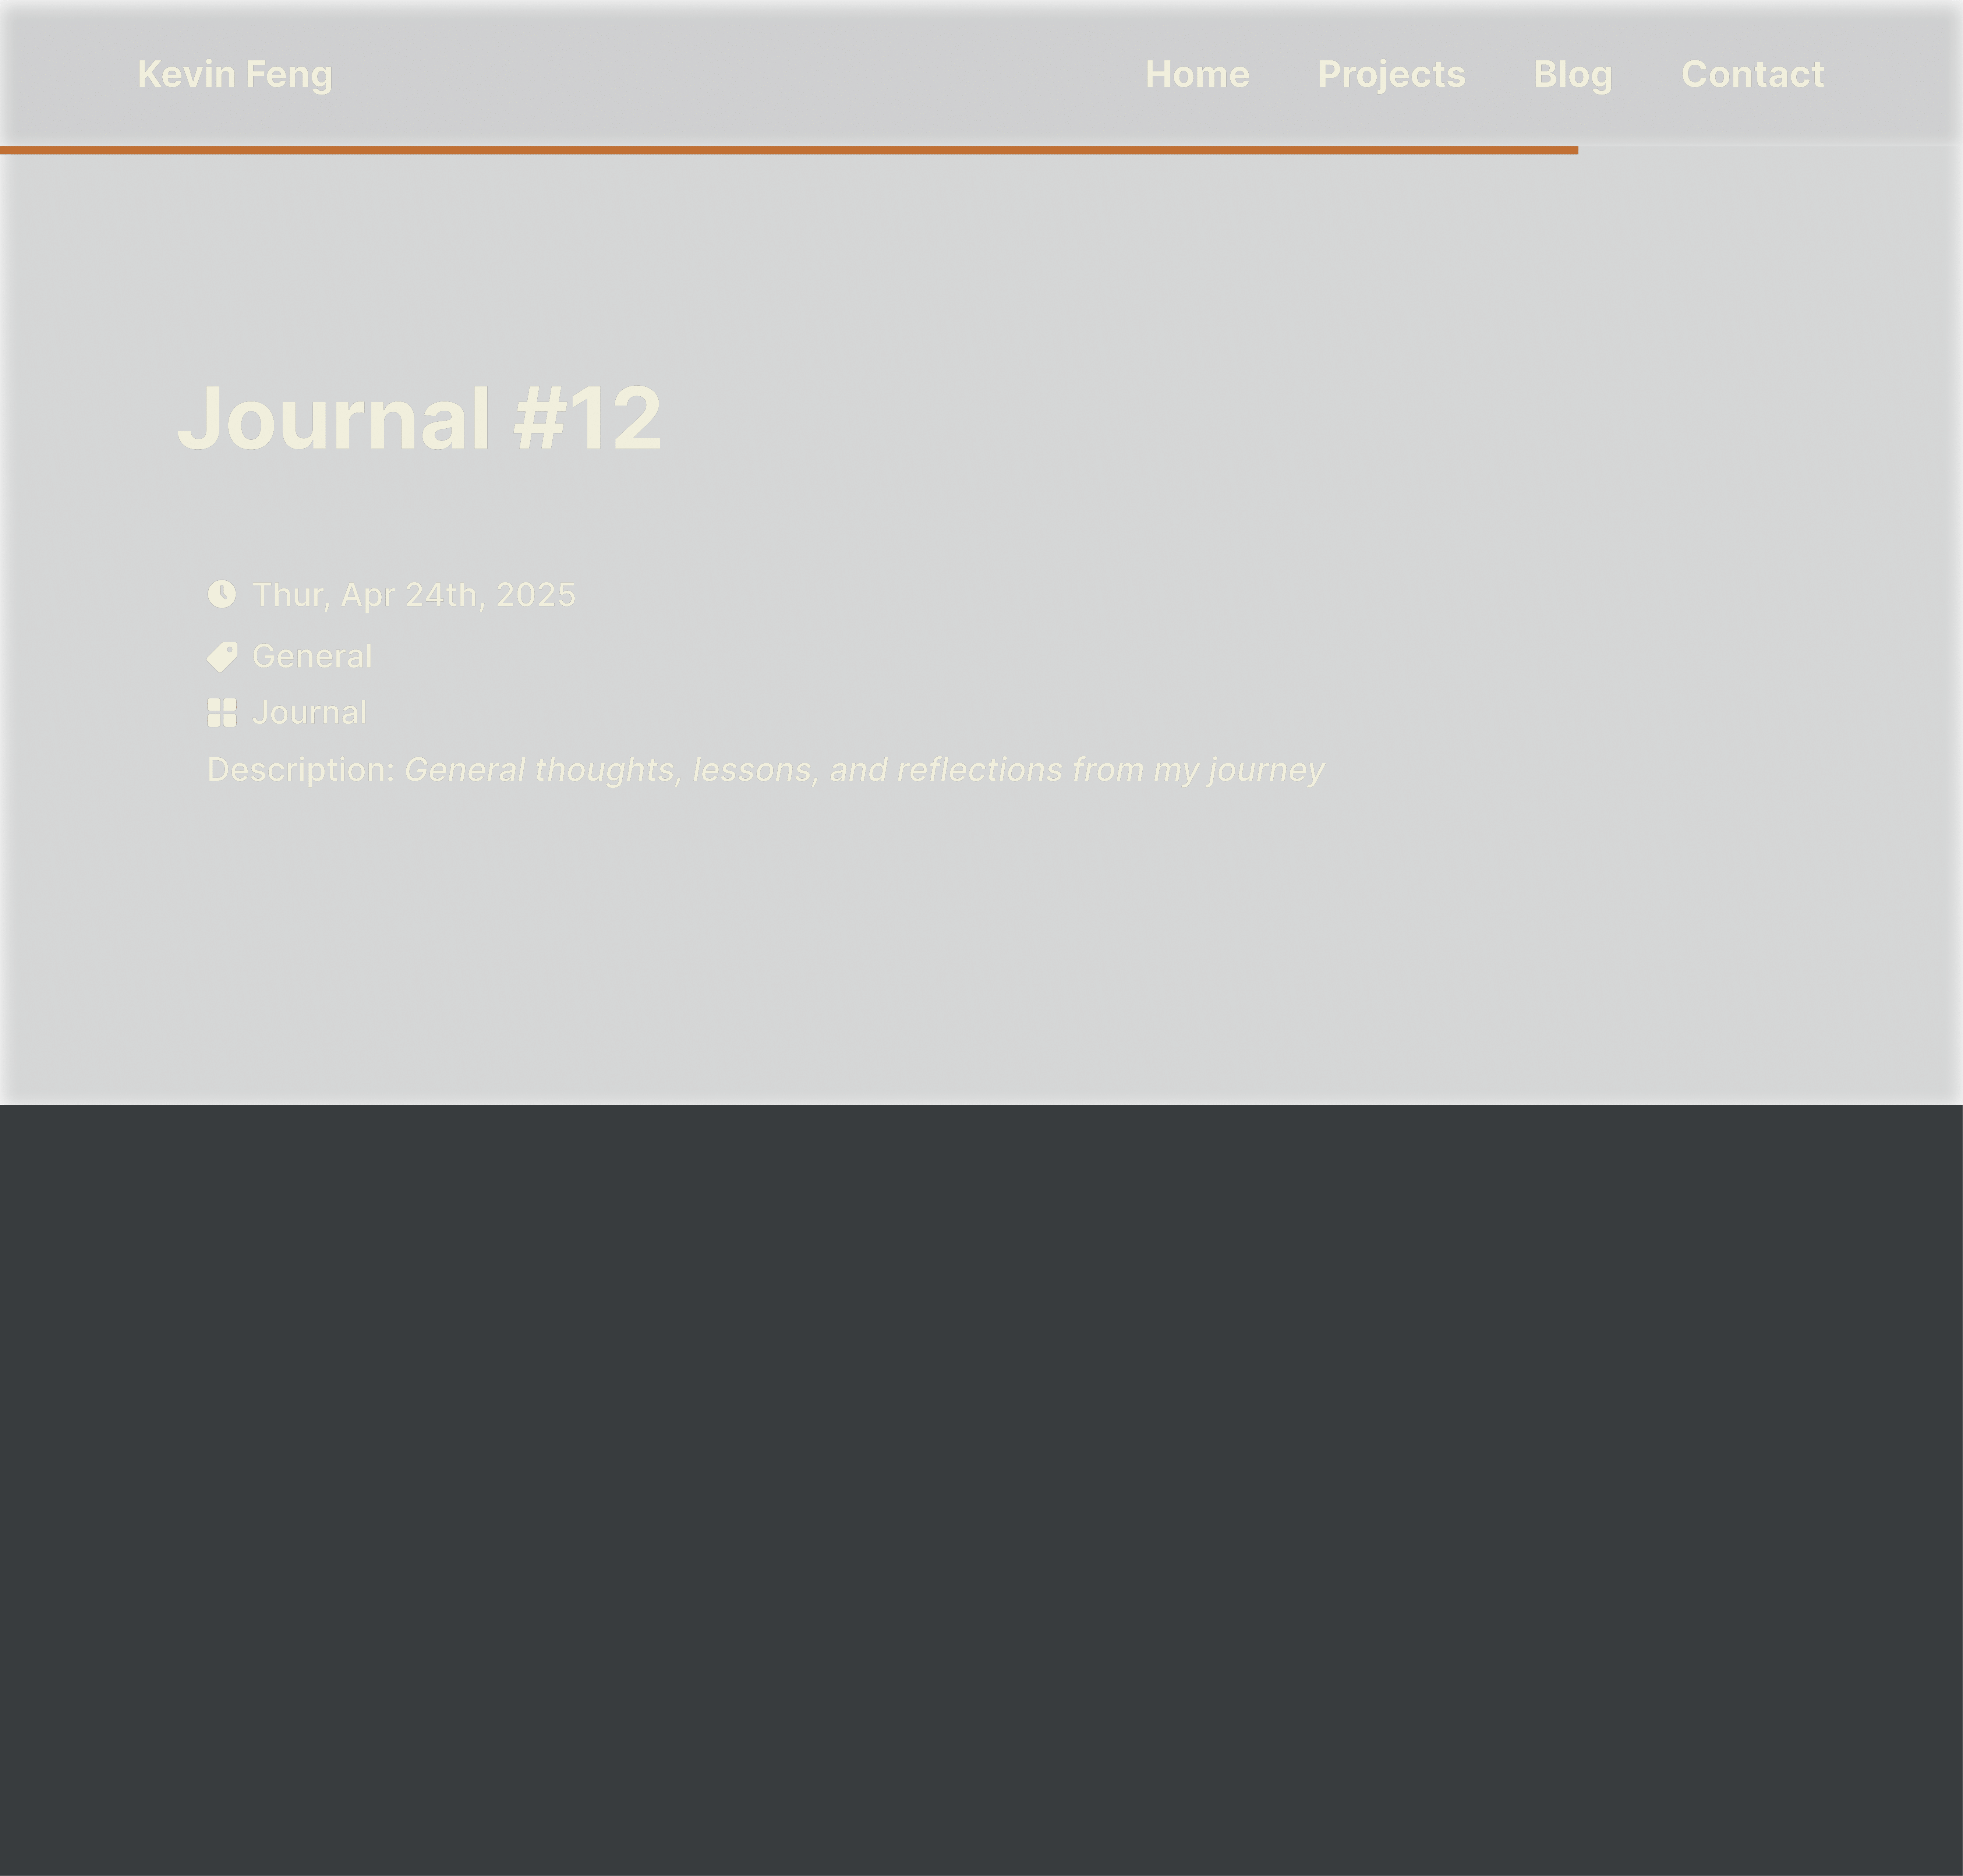 Kevin Feng Home Projects Blog Contact
Journal #12
Thur, Apr 24th, 2025
General
Journal
Description: General thoughts, lessons, and reflections from my journey